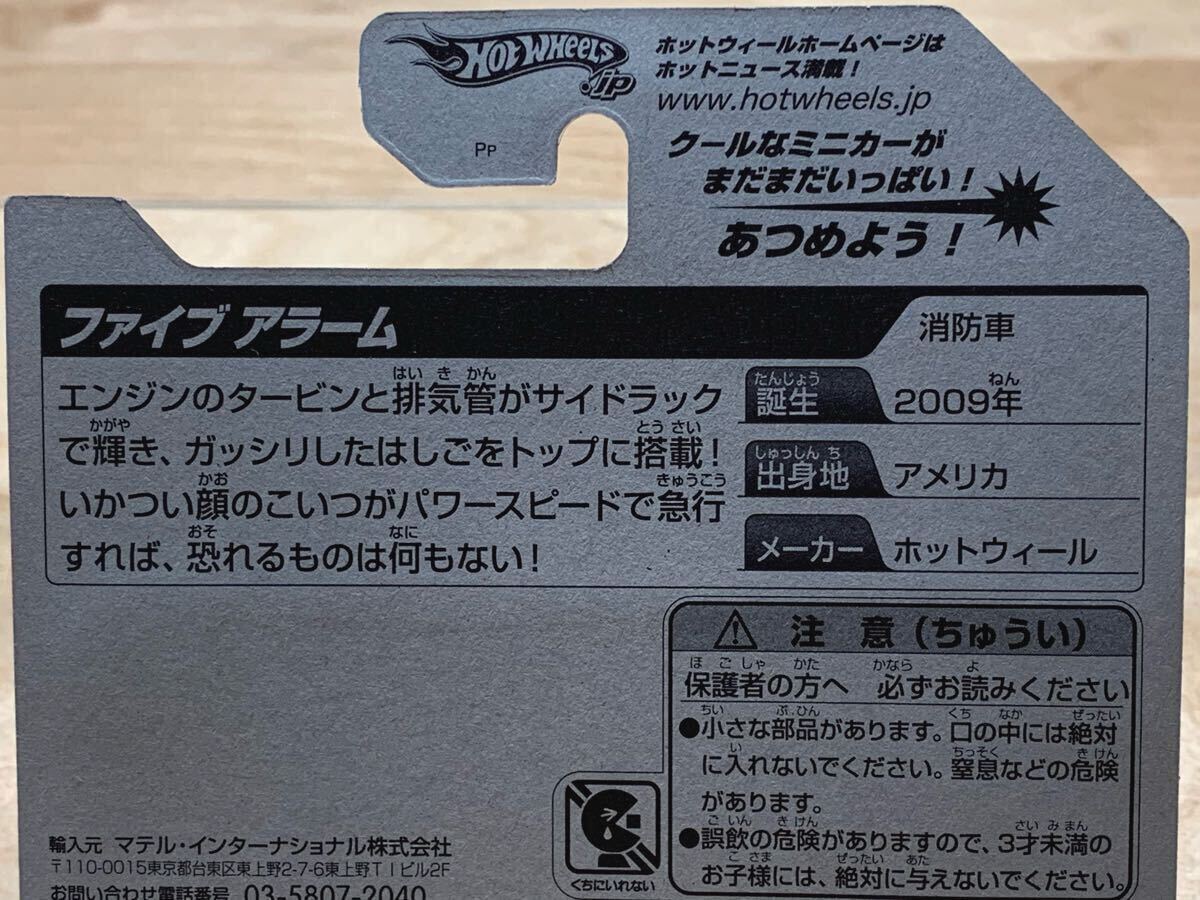 Hot Wheels .jp
ホットウィールホームページは
ホットニュース満載！
www.hotwheels.jp
PP
クールなミニカーが
まだまだいっぱい！
あつめよう！
ファイブ アラーム
消防車
はい き かん
エンジンのタービンと排気管がサイドラック
かがや とう さい
で輝き、ガッシリしたはしごをトップに搭載！
かお きゅうこう
いかつい顔のこいつがパワースピードで急行
おそ なに
すれば、恐れるものは何もない！
たんじょう ねん
誕生 2009年
しゅっしん ち
出身地 アメリカ
メーカー ホットウィール
注 意（ちゅうい）
ほ ご しゃ かた かなら よ
保護者の方へ 必ずお読みください
ちい ぶ ひん くち なか ぜったい
●小さな部品があります。口の中には絶対
い ちっそく き けん
に入れないでください。窒息などの危険
があります。
ご いん き けん さい み まん
●誤飲の危険がありますので、3才未満の
こ さま ぜったい あた
お子様には、絶対に与えないでください。
くちにいれない
輸入元 マテル・インターナショナル株式会社
〒110-0015東京都台東区東上野2-7-6東上野TIビル2F
お問い合わせ電話番号 03-5807-2040